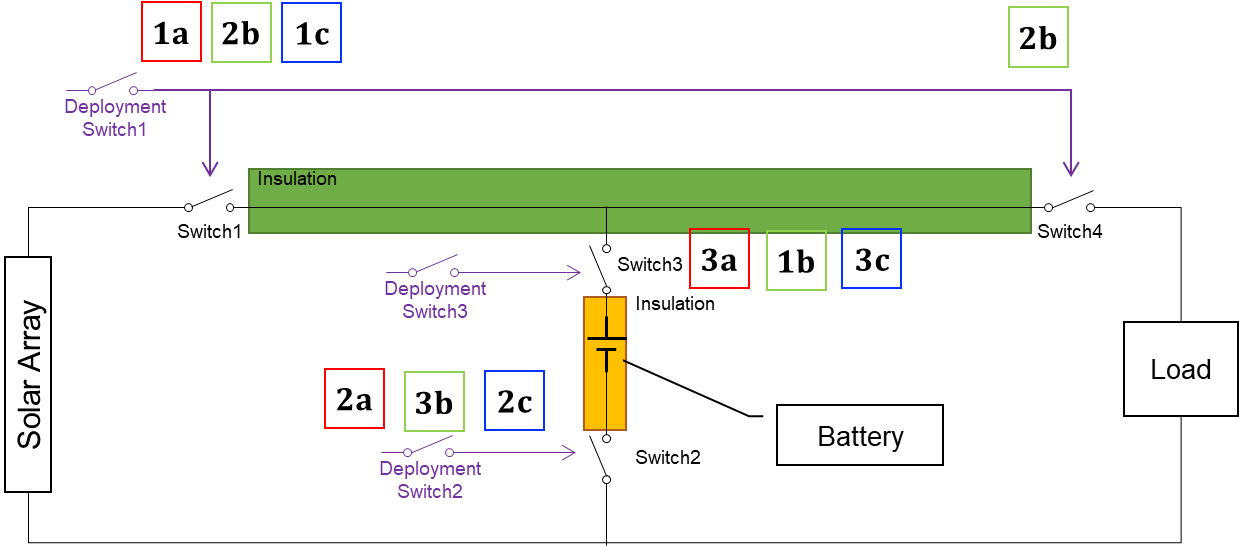 1a 2b 1c
2b
Deployment
Switch1
Insulation
Switch1
Switch4
Switch3
3a 1b 3c
Deployment
Switch3
Insulation
Solar Array
Load
2a 3b 2c
Battery
Switch2
Deployment
Switch2